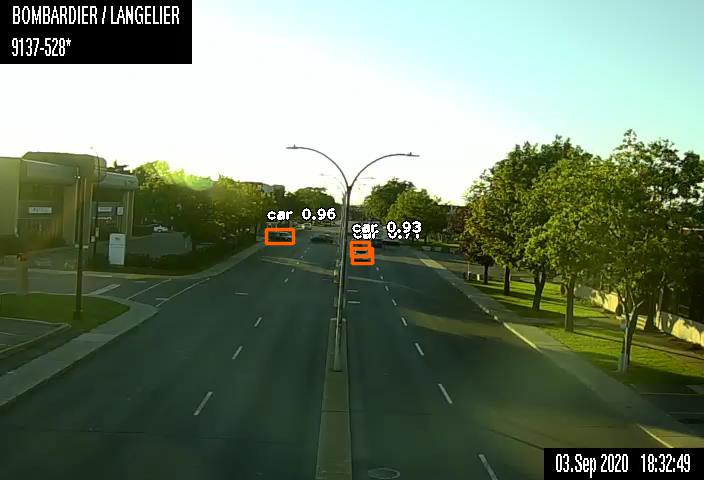 BOMBARDIER / LANGELIER
9137-528*
car 0.96
car 0.93
03.Sep 2020 18:32:49